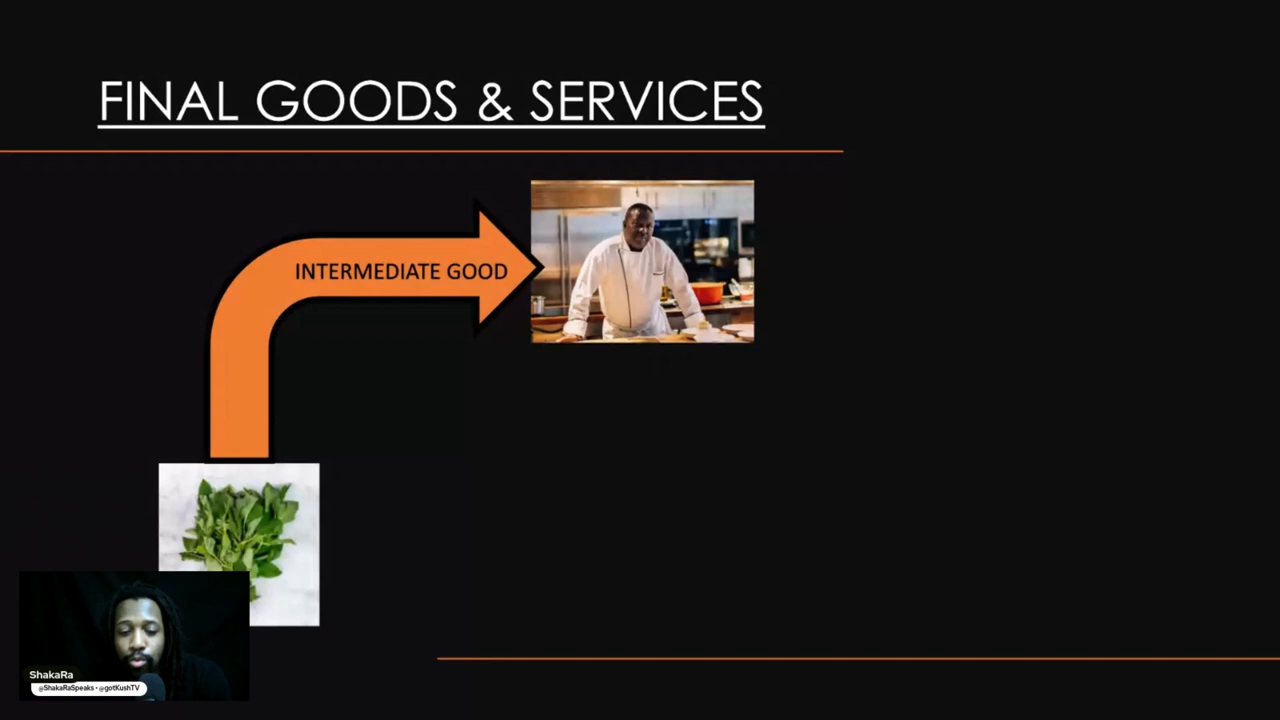 FINAL GOODS & SERVICES
INTERMEDIATE GOOD
ShakaRa
@ShakaRaSpeaks • @gotKushTV